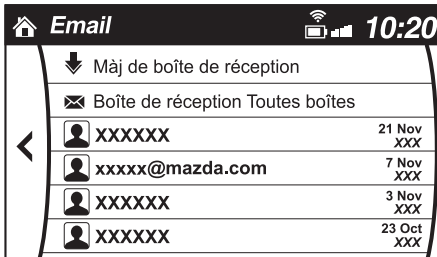 Email 10:20
Màj de boîte de réception
Boîte de réception Toutes boîtes
XXXXXX 21 Nov
XXX
xxxxx@mazda.com 7 Nov
XXX
XXXXXX 3 Nov
XXX
XXXXXX 23 Oct
XXX